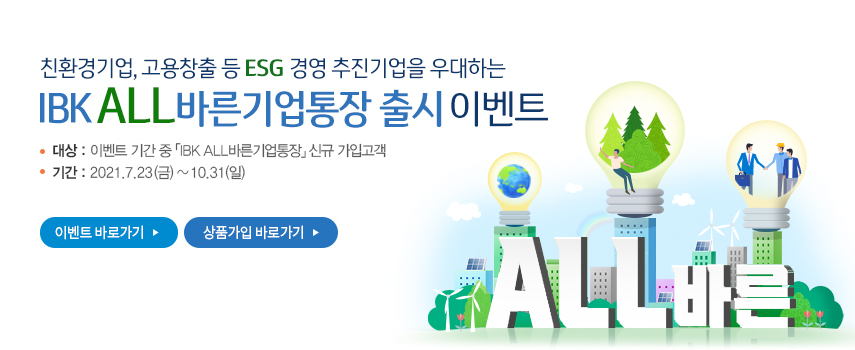 친환경기업, 고용창출 등 ESG 경영 추진기업을 우대하는
IBK ALL바른기업통장 출시 이벤트
• 대상 : 이벤트 기간 중 「IBK ALL바른기업통장」 신규 가입고객
• 기간 : 2021.7.23(금) ~ 10.31(일)
이벤트 바로가기 ▶ 상품가입 바로가기 ▶
ALL바른